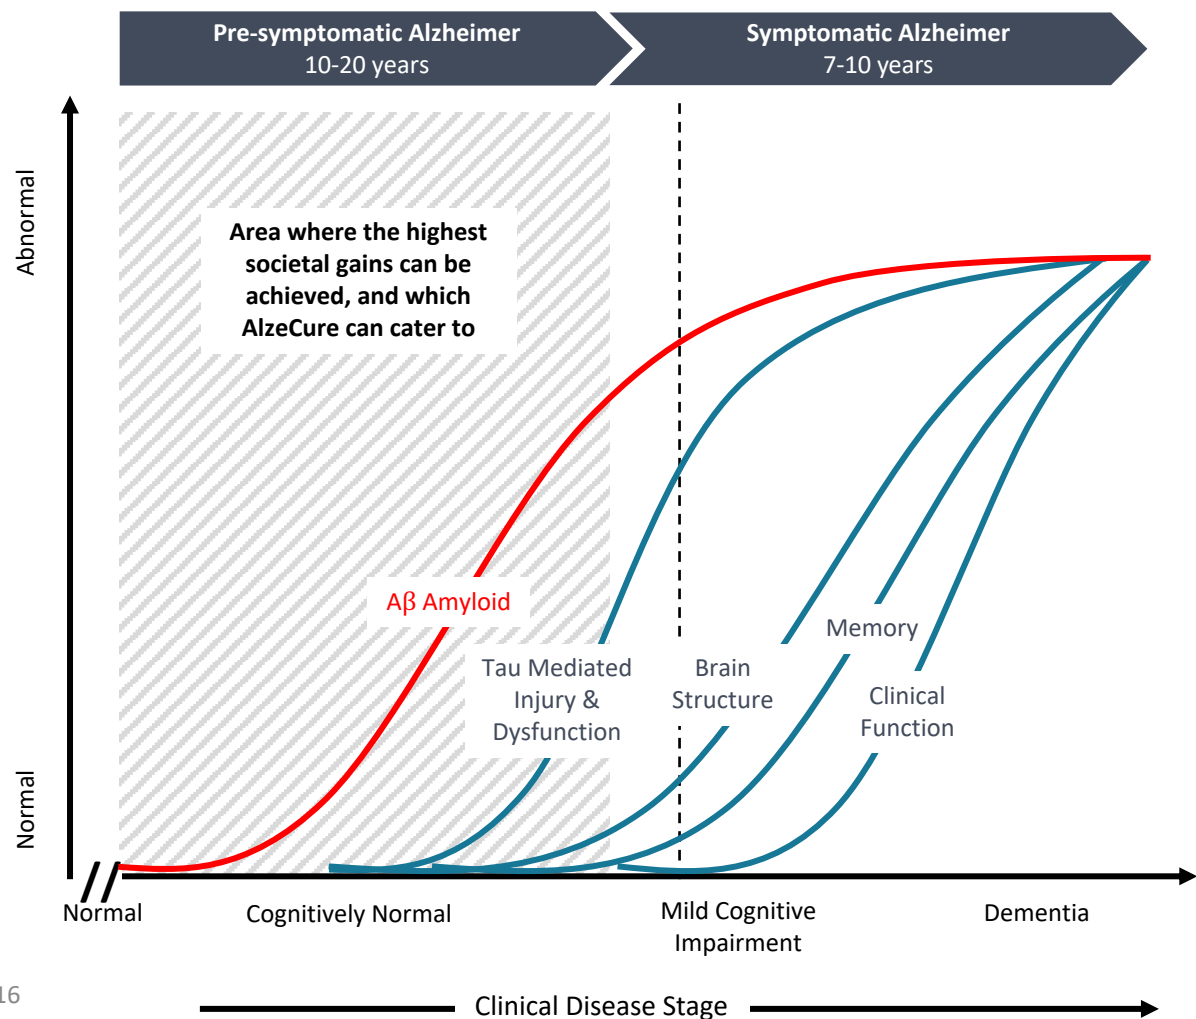 Pre-symptomatic Alzheimer
10-20 years
Symptomatic Alzheimer
7-10 years
Abnormal
Area where the highest
societal gains can be
achieved, and which
AlzeCure can cater to
Aβ Amyloid
Tau Mediated
Injury &
Dysfunction
Brain
Structure
Memory
Clinical
Function
Normal
Normal
Cognitively Normal
Mild Cognitive
Impairment
Dementia
16
Clinical Disease Stage